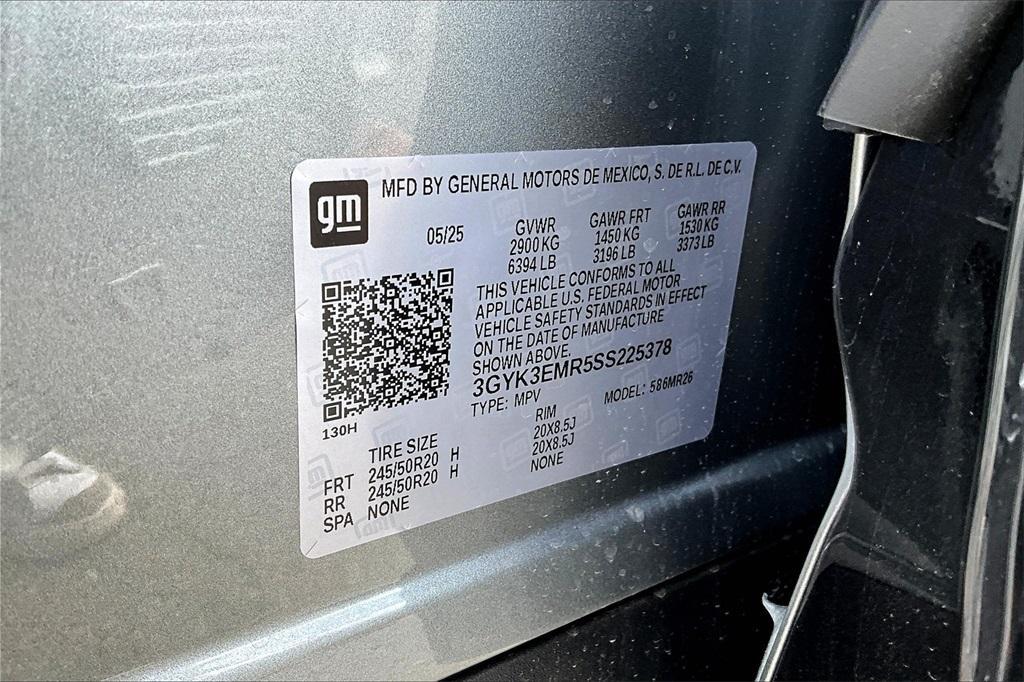 gm
MFD BY GENERAL MOTORS DE MEXICO, S. DE R.L. DE C.V.
05/25
GVWR GAWR FRT GAWR RR
2900 KG 1450 KG 1530 KG
6394 LB 3196 LB 3373 LB
THIS VEHICLE CONFORMS TO ALL
APPLICABLE U.S. FEDERAL MOTOR
VEHICLE SAFETY STANDARDS IN EFFECT
ON THE DATE OF MANUFACTURE
SHOWN ABOVE.
3GYK3EMR5SS225378
TYPE: MPV MODEL: 586MR26
130H
TIRE SIZE RIM
FRT 245/50R20 H 20X8.5J
RR 245/50R20 H 20X8.5J
SPA NONE NONE